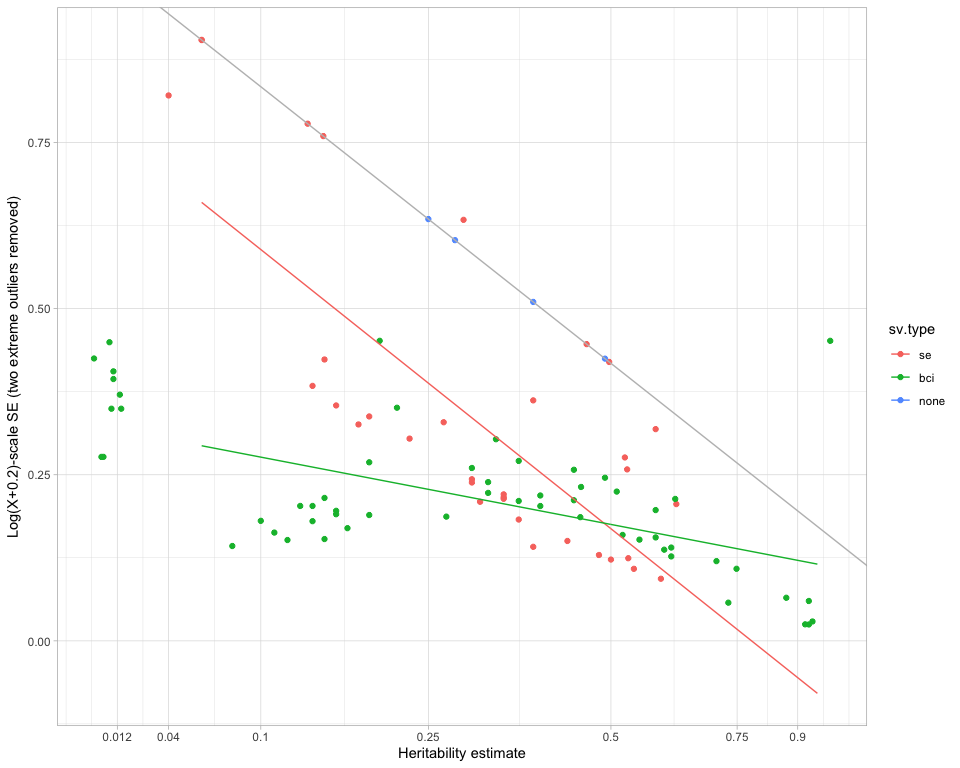 Log(X+0.2)-scale SE (two extreme outliers removed)
0.75
0.50
0.25
0.00
0.012 0.04 0.1 0.25 0.5 0.75 0.9
Heritability estimate
sv.type
se
bci
none